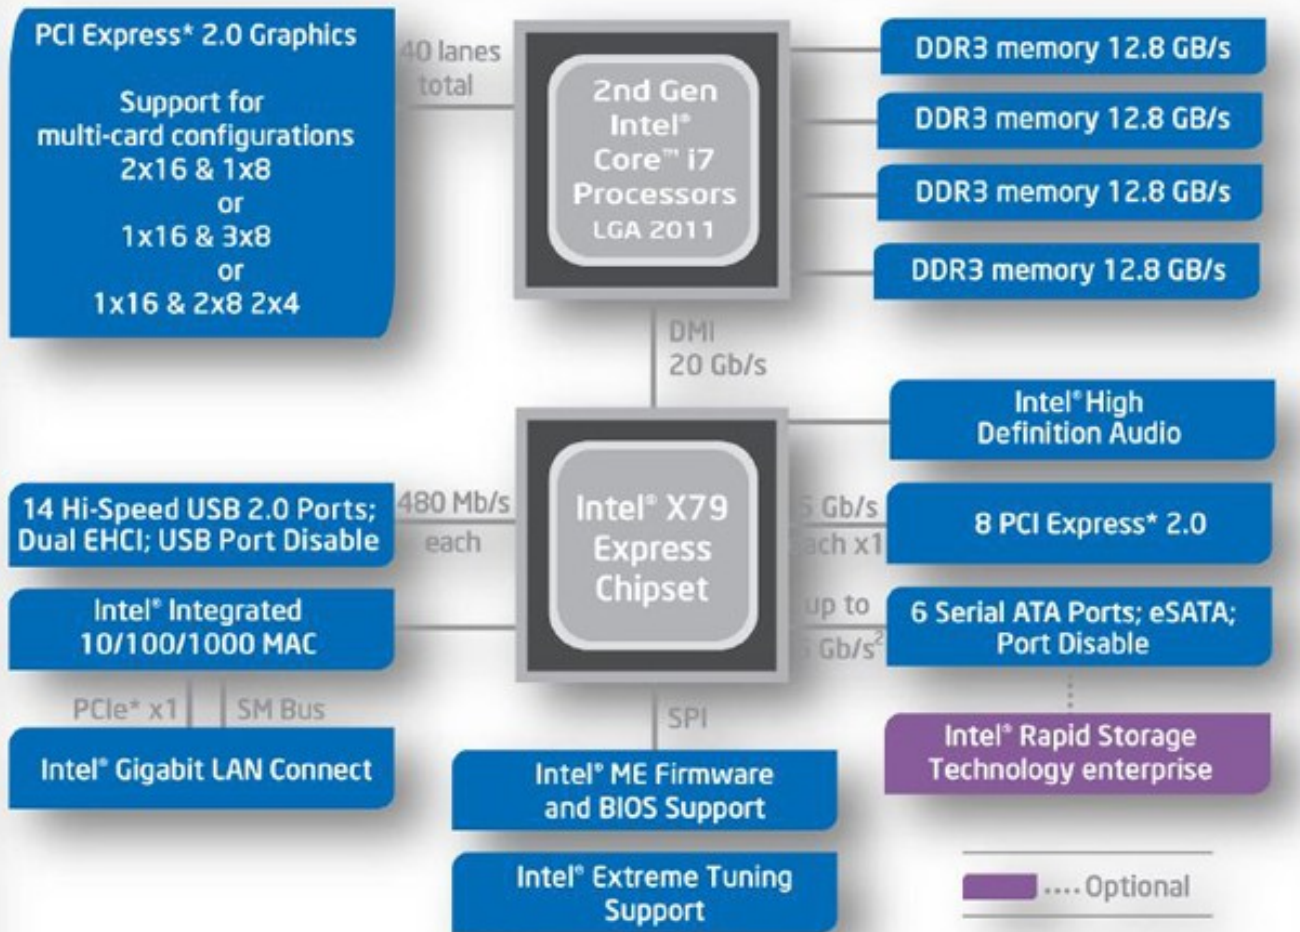 PCI Express* 2.0 Graphics
Support for
multi-card configurations
2x16 & 1x8
or
1x16 & 3x8
or
1x16 & 2x8 2x4
40 lanes
total
2nd Gen
Intel®
Core™ i7
Processors
LGA 2011
DDR3 memory 12.8 GB/s
DDR3 memory 12.8 GB/s
DDR3 memory 12.8 GB/s
DDR3 memory 12.8 GB/s
DMI
20 Gb/s
Intel® High
Definition Audio
14 Hi-Speed USB 2.0 Ports;
Dual EHCI; USB Port Disable
480 Mb/s
each
Intel® X79
Express
Chipset
5 Gb/s
each x1
8 PCI Express* 2.0
Intel® Integrated
10/100/1000 MAC
up to
6 Gb/s²
6 Serial ATA Ports; eSATA;
Port Disable
PCIe* x1
SM Bus
SPI
Intel® Gigabit LAN Connect
Intel® ME Firmware
and BIOS Support
Intel® Rapid Storage
Technology enterprise
Intel® Extreme Tuning
Support
Optional